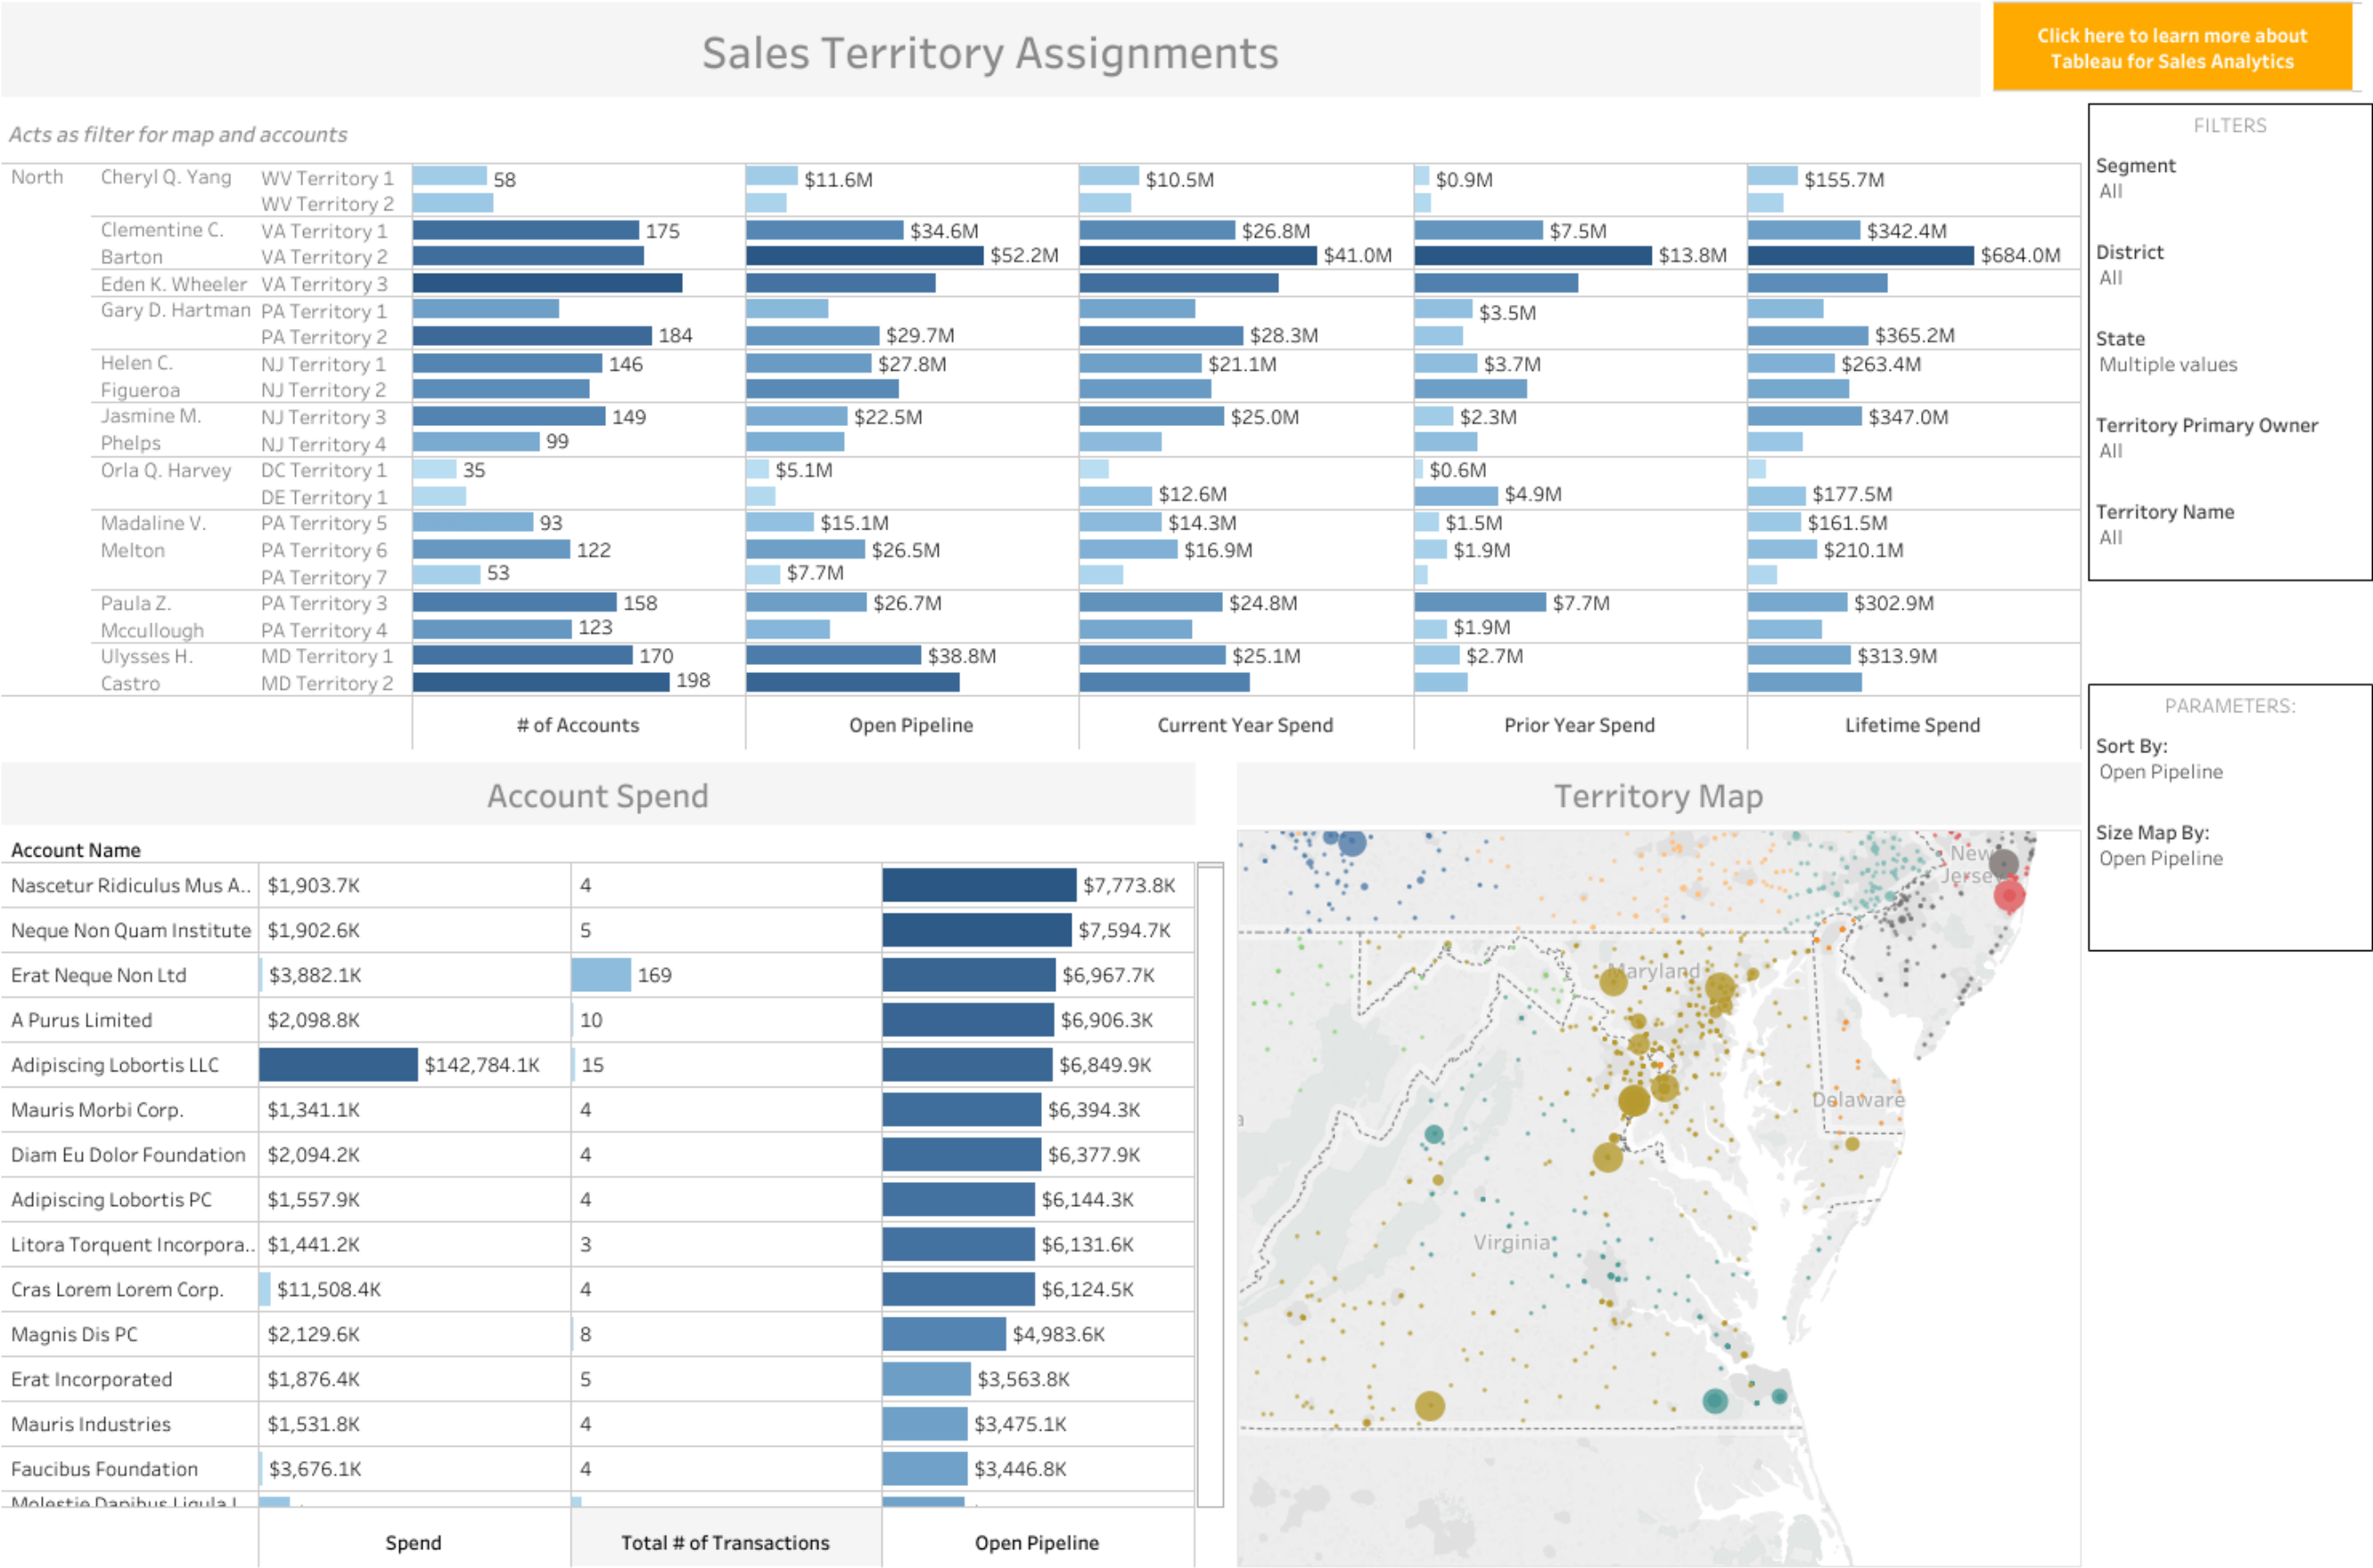 Sales Territory Assignments
Click here to learn more about
Tableau for Sales Analytics
Acts as filter for map and accounts
North Cheryl Q. Yang WV Territory 1 58 $11.6M $10.5M $0.9M $155.7M
WV Territory 2
Clementine C. VA Territory 1 175 $34.6M $26.8M $7.5M $342.4M
Barton VA Territory 2 $52.2M $41.0M $13.8M $684.0M
Eden K. Wheeler VA Territory 3
Gary D. Hartman PA Territory 1 $3.5M
PA Territory 2 184 $29.7M $28.3M $365.2M
Helen C. NJ Territory 1 146 $27.8M $21.1M $3.7M $263.4M
Figueroa NJ Territory 2
Jasmine M. NJ Territory 3 149 $22.5M $25.0M $2.3M $347.0M
Phelps NJ Territory 4 99
Orla Q. Harvey DC Territory 1 35 $5.1M $0.6M
DE Territory 1 $12.6M $4.9M $177.5M
Madaline V. PA Territory 5 93 $15.1M $14.3M $1.5M $161.5M
Melton PA Territory 6 122 $26.5M $16.9M $1.9M $210.1M
PA Territory 7 53 $7.7M
Paula Z. PA Territory 3 158 $26.7M $24.8M $7.7M $302.9M
Mccullough PA Territory 4 123 $1.9M
Ulysses H. MD Territory 1 170 $38.8M $25.1M $2.7M $313.9M
Castro MD Territory 2 198
# of Accounts Open Pipeline Current Year Spend Prior Year Spend Lifetime Spend
FILTERS
Segment
All
District
All
State
Multiple values
Territory Primary Owner
All
Territory Name
All
PARAMETERS:
Sort By:
Open Pipeline
Size Map By:
Open Pipeline
Account Spend
Account Name
Nascetur Ridiculus Mus A.. $1,903.7K 4 $7,773.8K
Neque Non Quam Institute $1,902.6K 5 $7,594.7K
Erat Neque Non Ltd $3,882.1K 169 $6,967.7K
A Purus Limited $2,098.8K 10 $6,906.3K
Adipiscing Lobortis LLC $142,784.1K 15 $6,849.9K
Mauris Morbi Corp. $1,341.1K 4 $6,394.3K
Diam Eu Dolor Foundation $2,094.2K 4 $6,377.9K
Adipiscing Lobortis PC $1,557.9K 4 $6,144.3K
Litora Torquent Incorpora.. $1,441.2K 3 $6,131.6K
Cras Lorem Lorem Corp. $11,508.4K 4 $6,124.5K
Magnis Dis PC $2,129.6K 8 $4,983.6K
Erat Incorporated $1,876.4K 5 $3,563.8K
Mauris Industries $1,531.8K 4 $3,475.1K
Faucibus Foundation $3,676.1K 4 $3,446.8K
Molestie Dapibus Ligula
Spend Total # of Transactions Open Pipeline
Territory Map
New
Jersey
Maryland
Delaware
Virginia